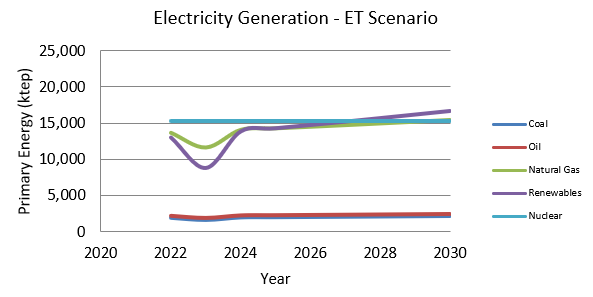 Electricity Generation - ET Scenario
Primary Energy (ktep)
25,000
20,000
15,000
10,000
5,000
0
2020 2022 2024 2026 2028 2030
Year
Coal
Oil
Natural Gas
Renewables
Nuclear